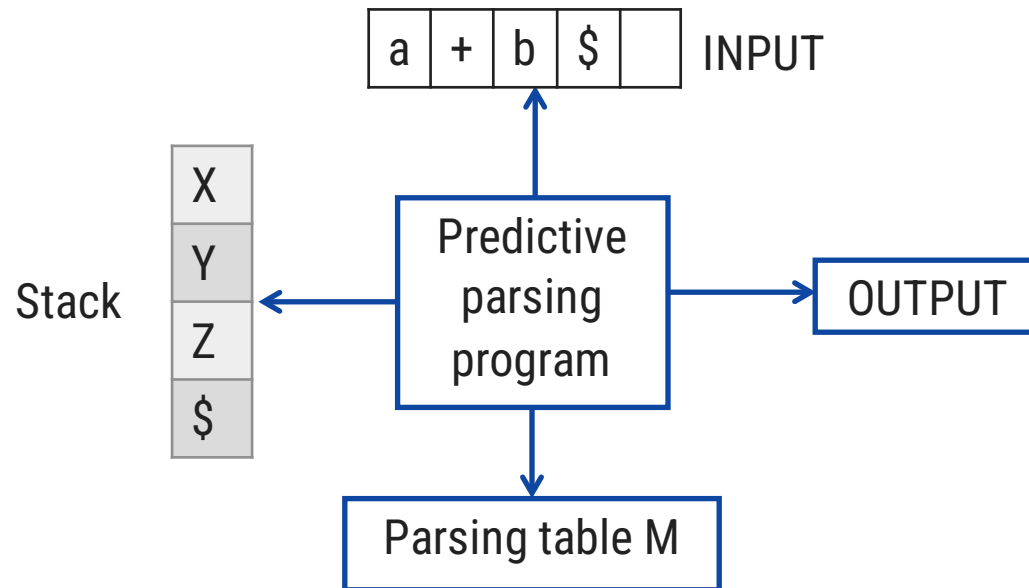 a + b $ INPUT
X
Y
Z
$
Stack
Predictive
parsing
program
OUTPUT
Parsing table M